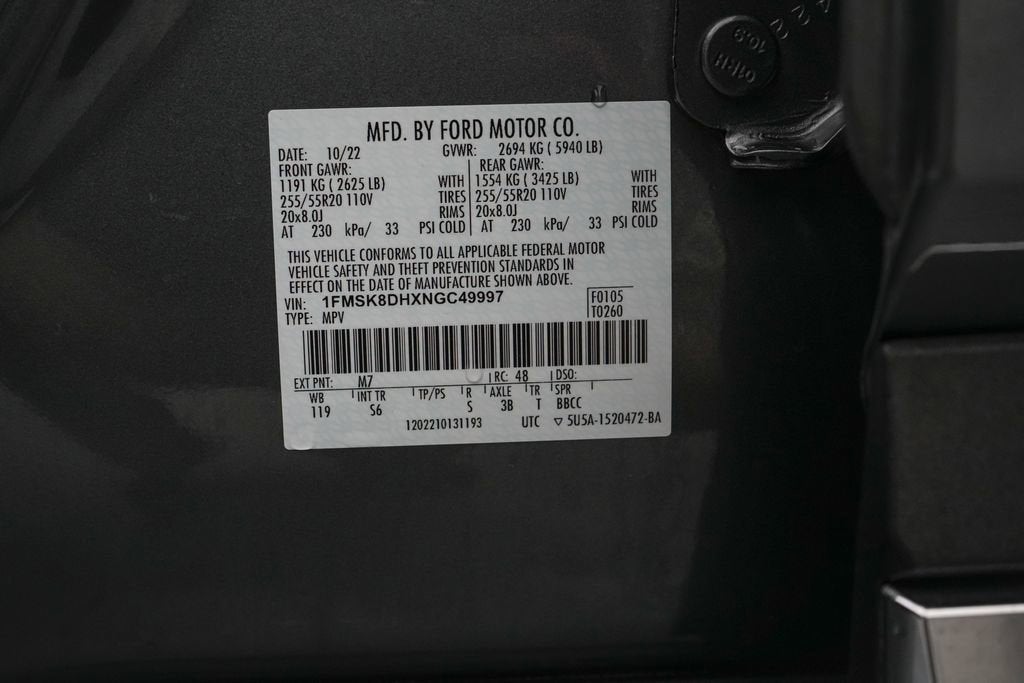 422
01RH
10.9
MFD. BY FORD MOTOR CO.
DATE: 10/22 GVWR: 2694 KG ( 5940 LB)
FRONT GAWR: REAR GAWR:
1191 KG ( 2625 LB) WITH 1554 KG ( 3425 LB) WITH
255/55R20 110V TIRES 255/55R20 110V TIRES
20x8.0J RIMS 20x8.0J RIMS
AT 230 kPa/ 33 PSI COLD AT 230 kPa/ 33 PSI COLD
THIS VEHICLE CONFORMS TO ALL APPLICABLE FEDERAL MOTOR
VEHICLE SAFETY AND THEFT PREVENTION STANDARDS IN
EFFECT ON THE DATE OF MANUFACTURE SHOWN ABOVE.
VIN: 1FMSK8DHXNGC49997 F0105
TYPE: MPV T0260
EXT PNT: M7 RC: 48 DSO:
WB INT TR TP/PS R AXLE TR SPR
119 S6 S 3B T BBCC
1202210131193 UTC ▽ 5U5A-1520472-BA